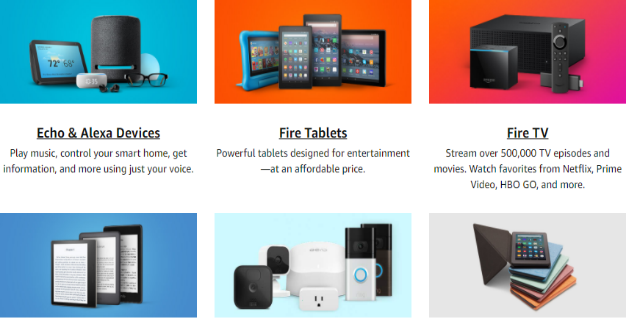 Echo & Alexa Devices
Fire Tablets
Fire TV
Play music, control your smart home, get
information, and more using just your voice.
Powerful tablets designed for entertainment
—at an affordable price.
Stream over 500,000 TV episodes and
movies. Watch favorites from Netflix, Prime
Video, HBO GO, and more.